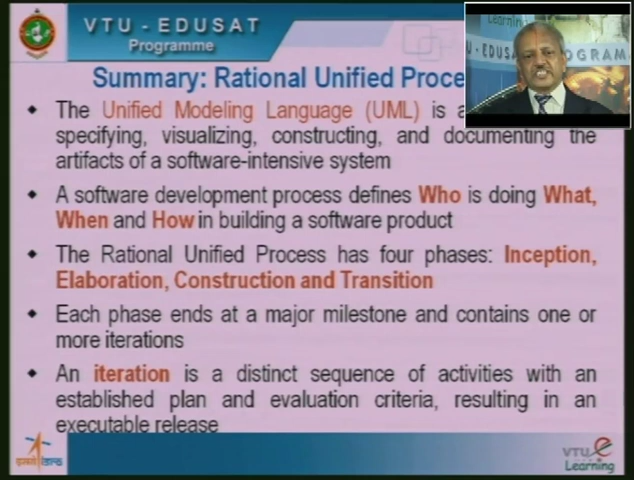 VTU - EDUSAT
Programme
Learning
U - EDUS
PROGRAM
Summary: Rational Unified Proce
The Unified Modeling Language (UML) is a
specifying, visualizing, constructing, and documenting the
artifacts of a software-intensive system
A software development process defines Who is doing What,
When and How in building a software product
The Rational Unified Process has four phases: Inception,
Elaboration, Construction and Transition
Each phase ends at a major milestone and contains one or
more iterations
An iteration is a distinct sequence of activities with an
established plan and evaluation criteria, resulting in an
executable release
VTU e
Learning